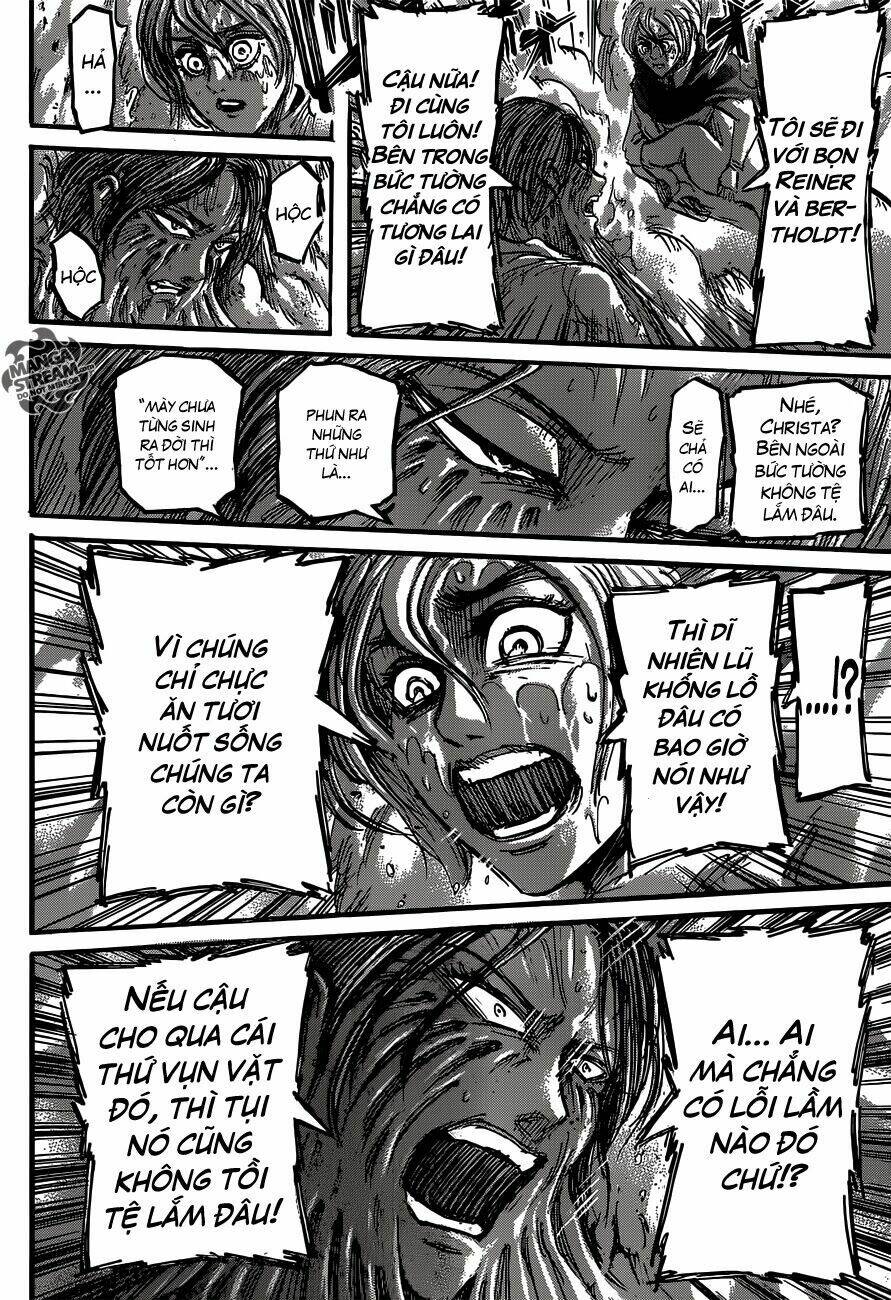 TÔI SẼ ĐI
VỚI BỌN
REINER
VÀ BER-
THOLDT!
CẬU NỮA!
ĐI CÙNG
TÔI LUÔN!
BÊN TRONG
BỨC TƯỜNG
CHẲNG CÓ
TƯƠNG LAI
GÌ ĐÂU!
HẢ
...
HỘC
HỘC
MANGA
STREAM.COM
DO NOT MIRROR
NHÉ,
CHRISTA?
BÊN NGOÀI
BỨC TƯỜNG
KHÔNG TỆ
LẮM ĐÂU.
SẼ
CHẢ CÓ
AI...
PHUN RA
NHỮNG
THỨ NHƯ
LÀ...
"MÀY CHƯA
TỪNG SINH
RA ĐỜI THÌ
TỐT HƠN"...
....!?
THÌ DĨ
NHIÊN LŨ
KHỔNG LỒ
ĐÂU CÓ
BAO GIỜ
NÓI NHƯ
VẬY!
VÌ CHÚNG
CHỈ CHỰC
ĂN TƯƠI
NUỐT SỐNG
CHÚNG TA
CÒN GÌ?
AI... AI
MÀ CHẲNG
CÓ LỖI LẦM
NÀO ĐÓ
CHỨ!?
NẾU CẬU
CHO QUA CÁI
THỨ VỤN VẶT
ĐÓ, THÌ TỤI
NÓ CŨNG
KHÔNG TỒI
TỆ LẮM ĐÂU!